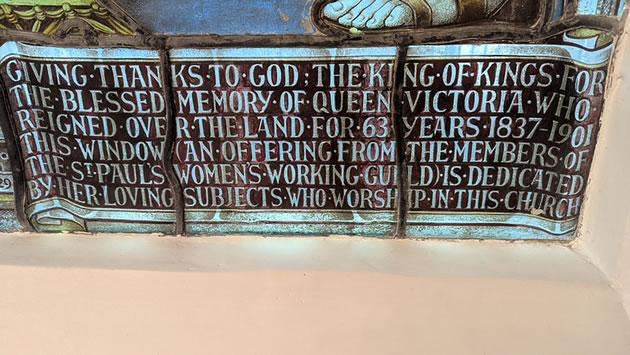 GIVING·THANKS·TO·GOD; THE·KING·OF·KINGS·FOR
THE·BLESSED·MEMORY·OF·QUEEN·VICTORIA·WHO
REIGNED·OVER·THE·LAND·FOR·63·YEARS·1837-1901
THIS·WINDOW(AN·OFFERING·FROM·THE·MEMBERS·OF
THE·ST·PAULS·WOMENS·WORKING·GUILD)IS·DEDICATED
BY·HER·LOVING·SUBJECTS·WHO·WORSHIP·IN·THIS·CHURCH